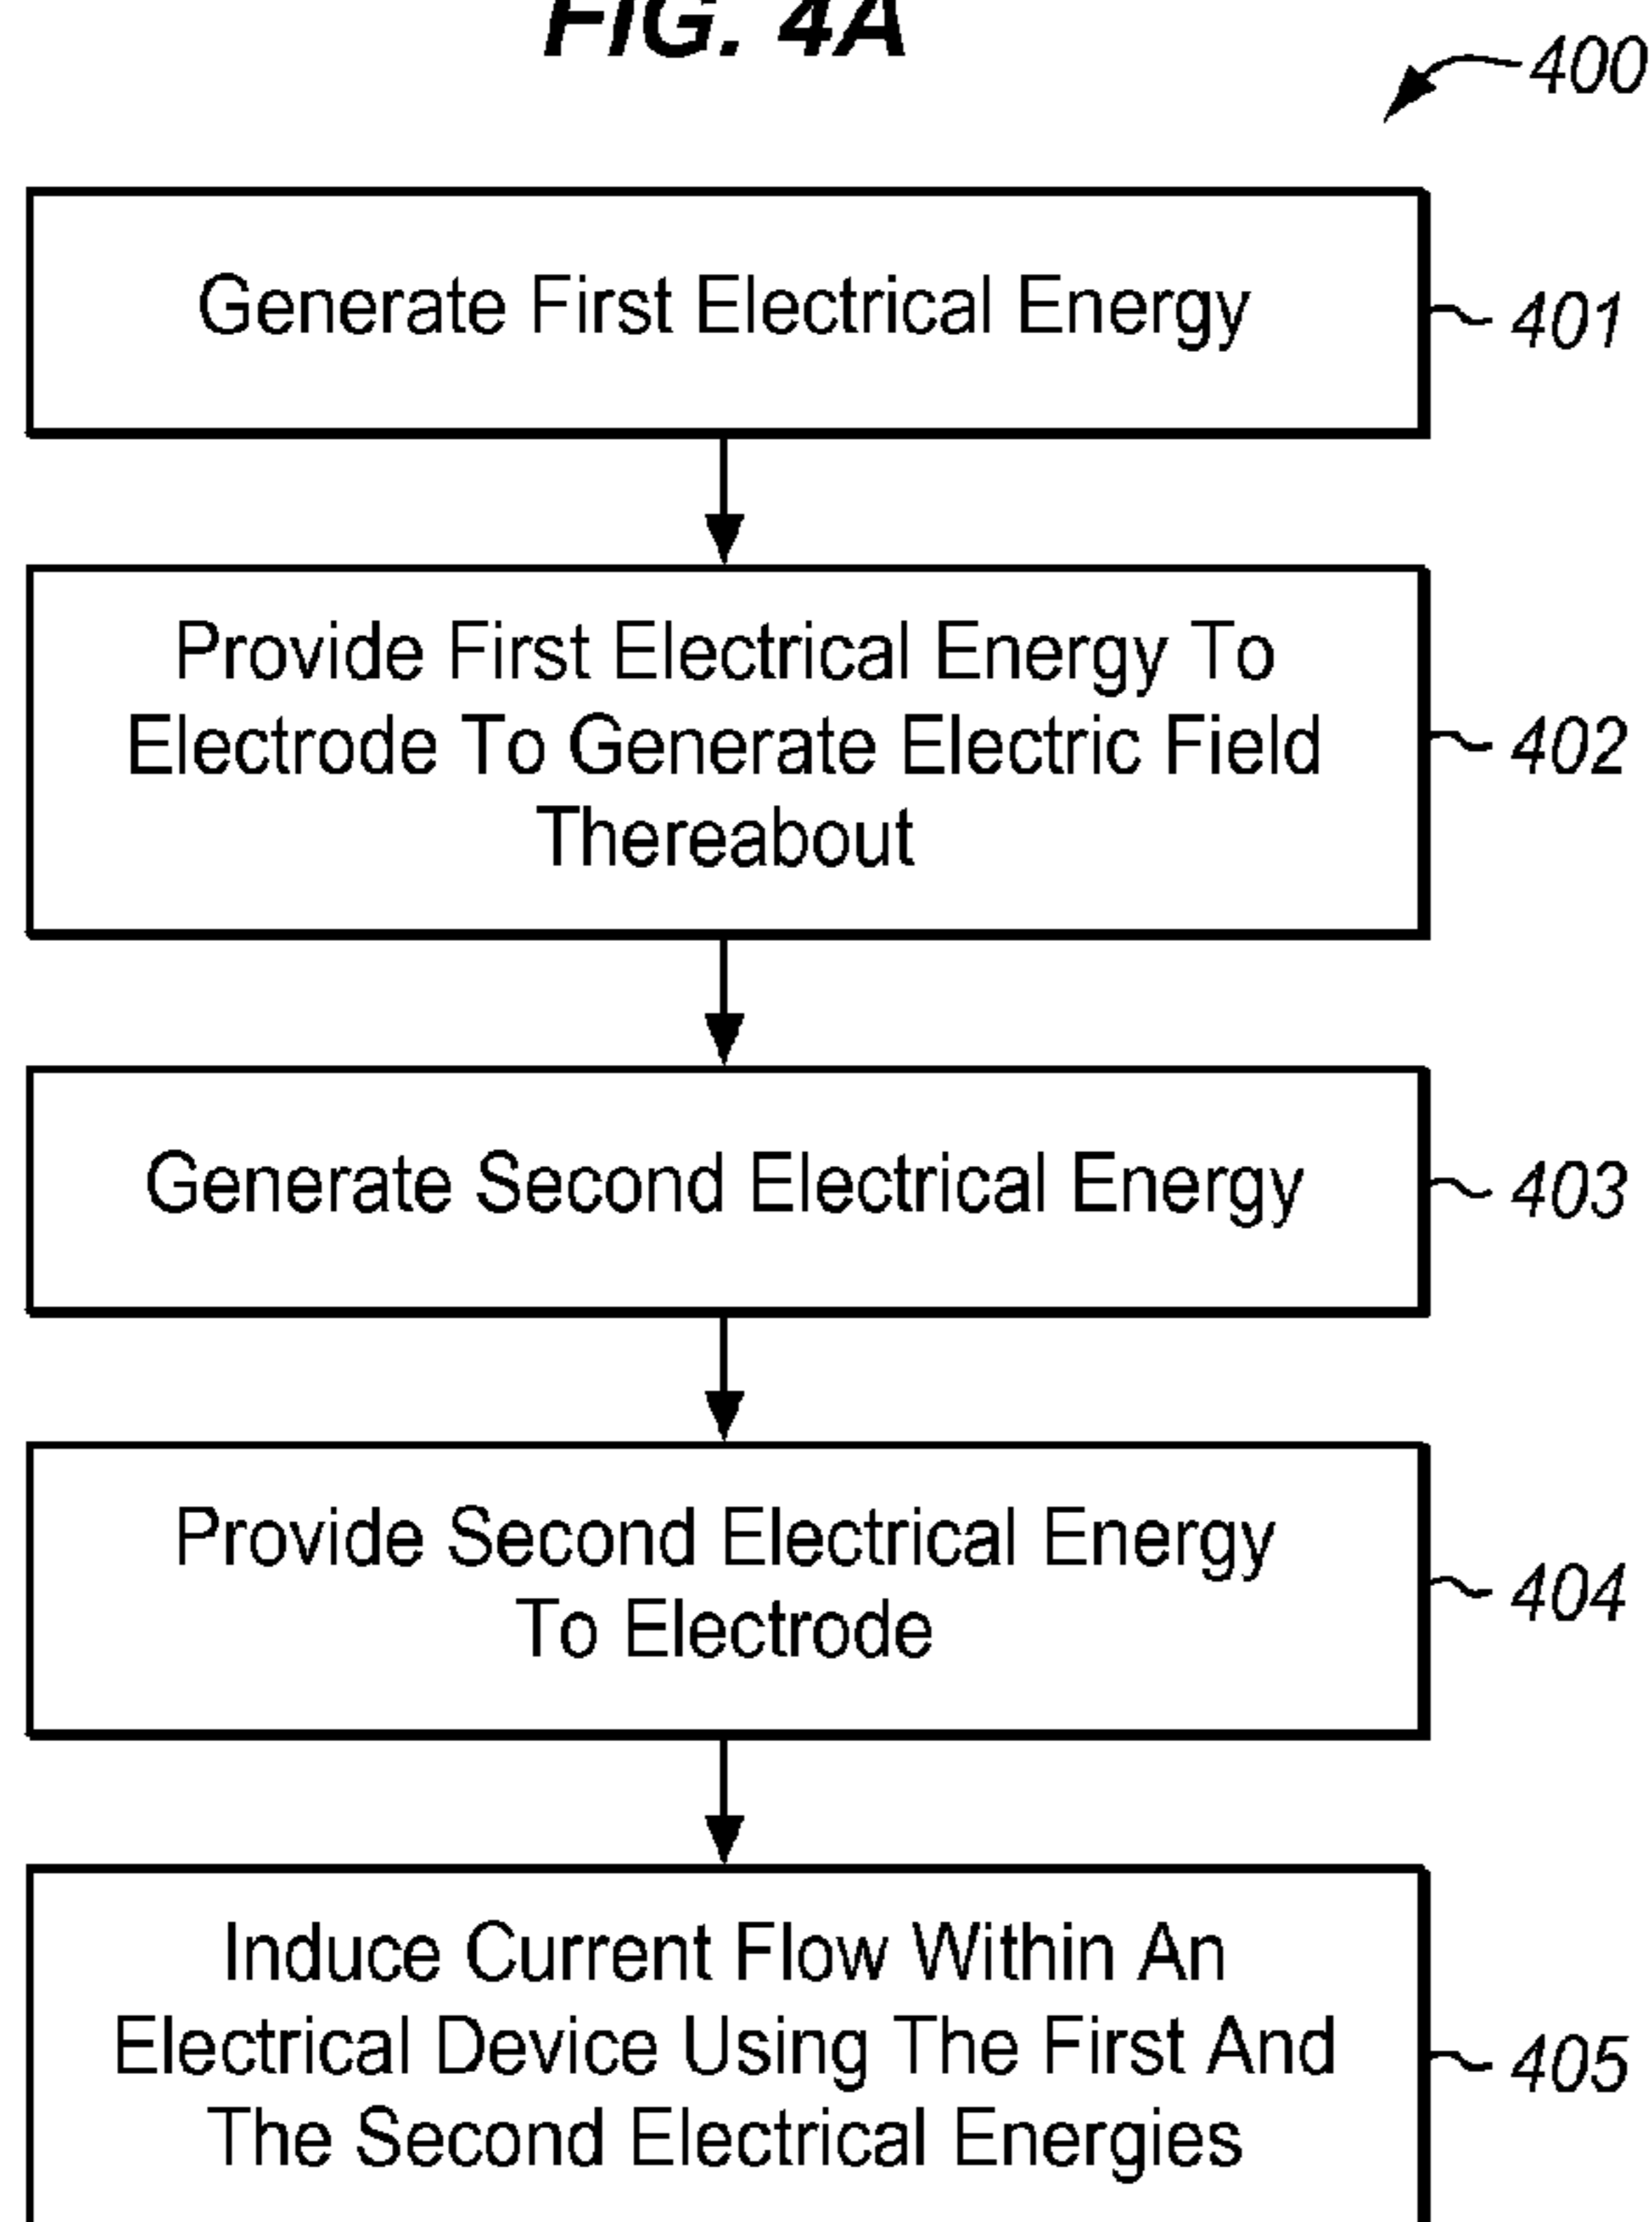 FIG. 4A
400
Generate First Electrical Energy
401
Provide First Electrical Energy To
Electrode To Generate Electric Field
Thereabout
402
Generate Second Electrical Energy
403
Provide Second Electrical Energy
To Electrode
404
Induce Current Flow Within An
Electrical Device Using The First And
The Second Electrical Energies
405